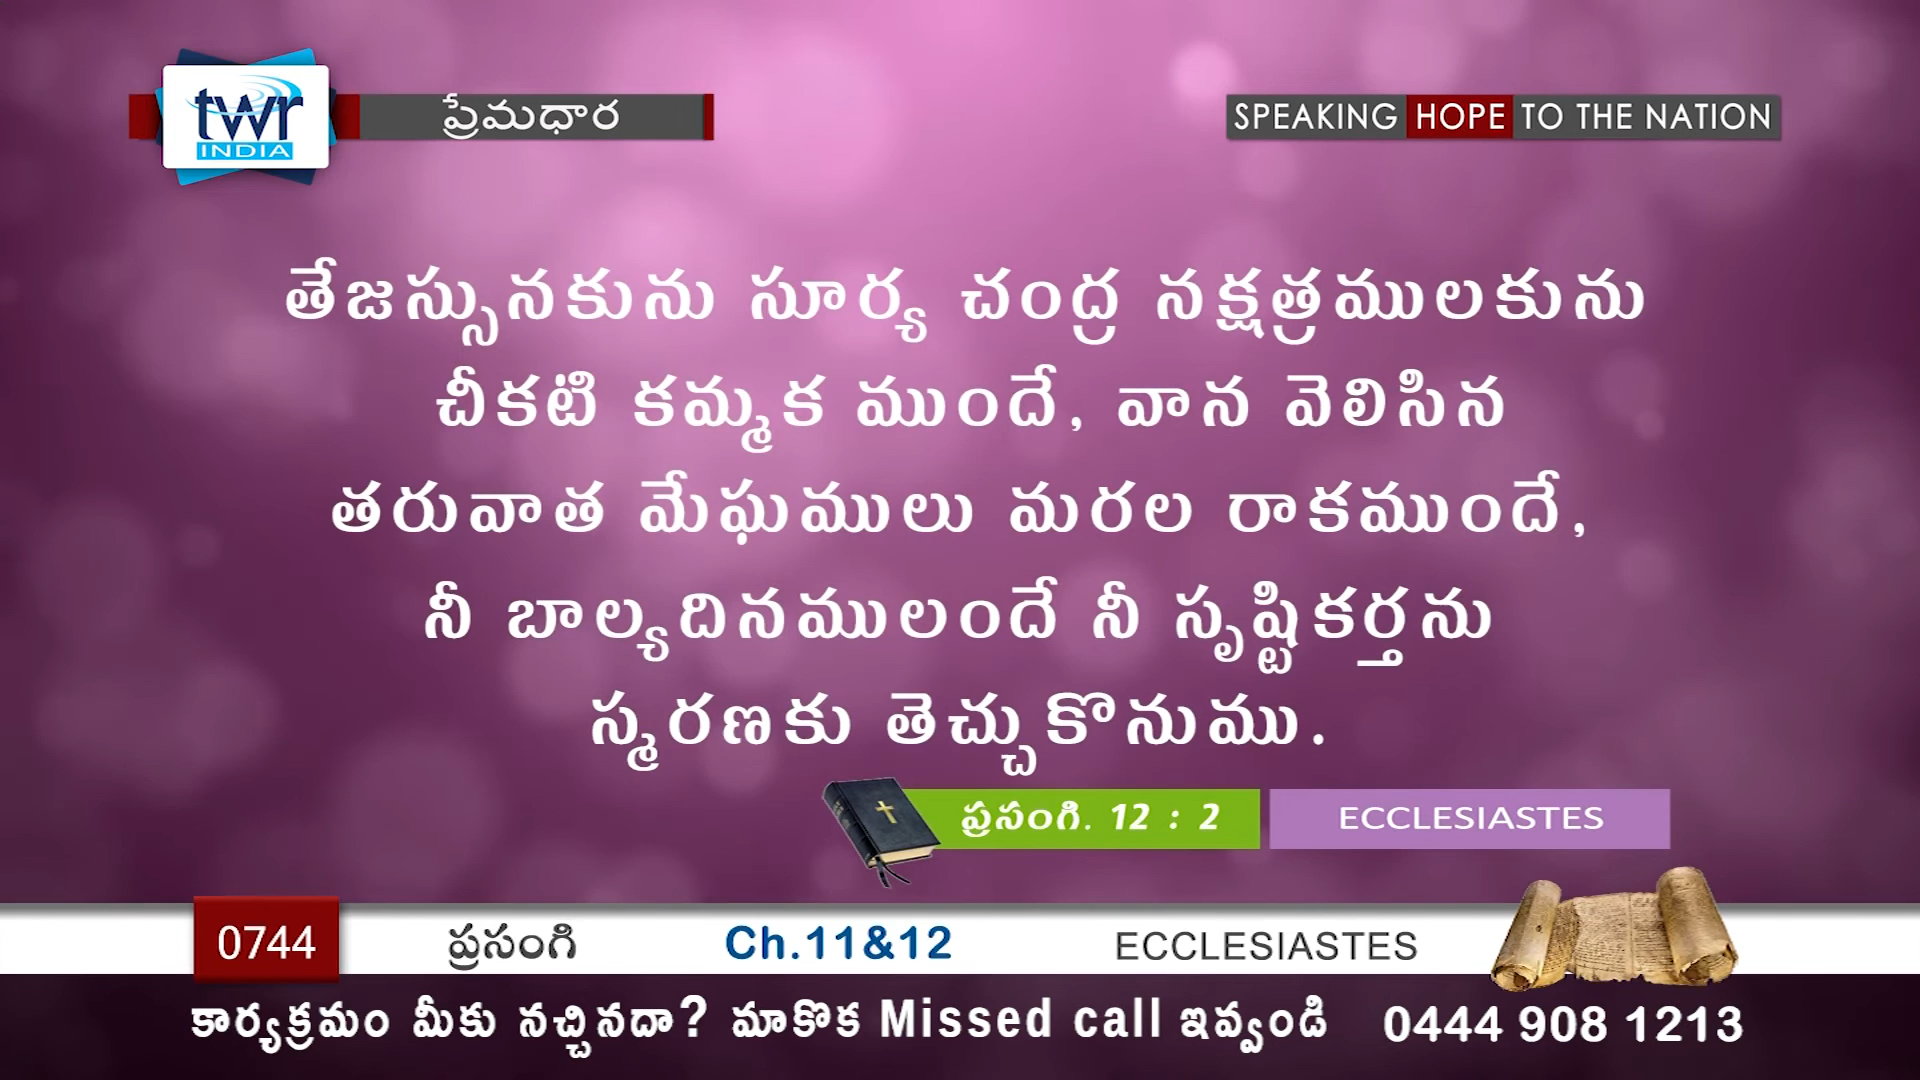 twr
INDIA
ప్రేమధార
SPEAKING HOPE TO THE NATION
తేజస్సునకును సూర్య చంద్ర నక్షత్రములకును
చీకటి కమ్మక ముందే, వాన వెలిసిన
తరువాత మేఘములు మరల రాకముందే,
నీ బాల్యదినములందే నీ సృష్టికర్తను
స్మరణకు తెచ్చుకొనుము.
ప్రసంగి. 12 : 2
ECCLESIASTES
0744 ప్రసంగి Ch.11&12 ECCLESIASTES
కార్యక్రమం మీకు నచ్చినదా? మాకొక Missed call ఇవ్వండి 0444 908 1213